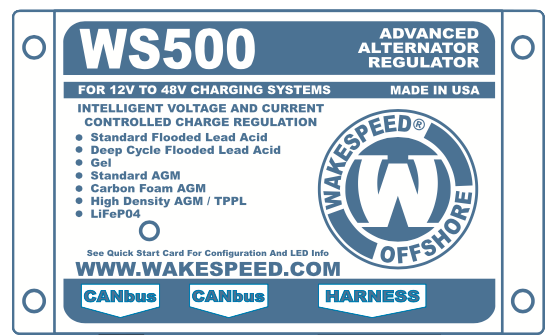 WS500
ADVANCED
ALTERNATOR
REGULATOR
FOR 12V TO 48V CHARGING SYSTEMS MADE IN USA
INTELLIGENT VOLTAGE AND CURRENT
CONTROLLED CHARGE REGULATION
● Standard Flooded Lead Acid
● Deep Cycle Flooded Lead Acid
● Gel
● Standard AGM
● Carbon Foam AGM
● High Density AGM / TPPL
● LiFeP04
WAKESPEED®
W
OFFSHORE
See Quick Start Card For Configuration And LED Info
WWW.WAKESPEED.COM
CANbus CANbus HARNESS